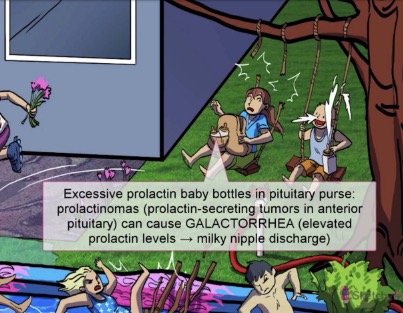 Excessive prolactin baby bottles in pituitary purse:
prolactinomas (prolactin-secreting tumors in anterior
pituitary) can cause GALACTORRHEA (elevated
prolactin levels → milky nipple discharge)